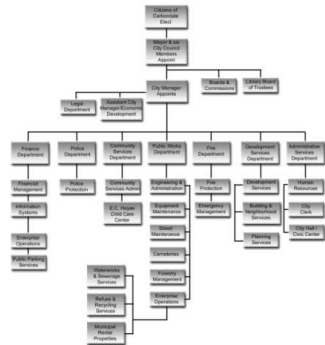 Citizens of
Carbondale
Elect
Mayor & six
City Council
Members
Appoint
City Manager
Appoints
Boards &
Commissions
Library Board of
Trustees
Legal
Department
Assistant City
Manager/Economic
Development
Finance
Department
Police
Department
Community
Services
Department
Public Works
Department
Fire
Department
Development
Services
Department
Administrative
Services
Department
Financial
Management
Police
Protection
Community
Services Admin
Engineering &
Administration
Fire
Protection
Development
Services
Human
Resources
Information
Systems
E.C. Hayes
Child Care
Center
Equipment
Maintenance
Emergency
Management
Building &
Neighborhood
Services
City
Clerk
Enterprise
Operations
Street
Maintenance
Planning
Services
City Hall /
Civic Center
Public Parking
Services
Cemeteries
Waterworks
& Sewerage
Services
Forestry
Management
Refuse &
Recycling
Services
Enterprise
Operations
Municipal
Rental
Properties